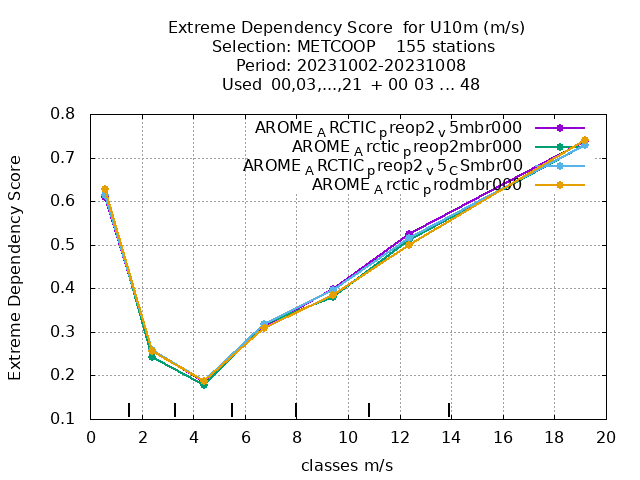 Extreme Dependency Score  for U10m (m/s)
Selection: METCOOP    155 stations
Period: 20231002-20231008
Used  00,03,...,21  + 00 03 ... 48
AROME_ARCTIC_preop2_v5mbr000
AROME_Arctic_preop2mbr000
AROME_ARCTIC_preop2_v5_CSmbr00
AROME_Arctic_prodmbr000
0.8
0.7
0.6
0.5
0.4
0.3
0.2
0.1
Extreme Dependency Score
0 2 4 6 8 10 12 14 16 18 20
classes m/s